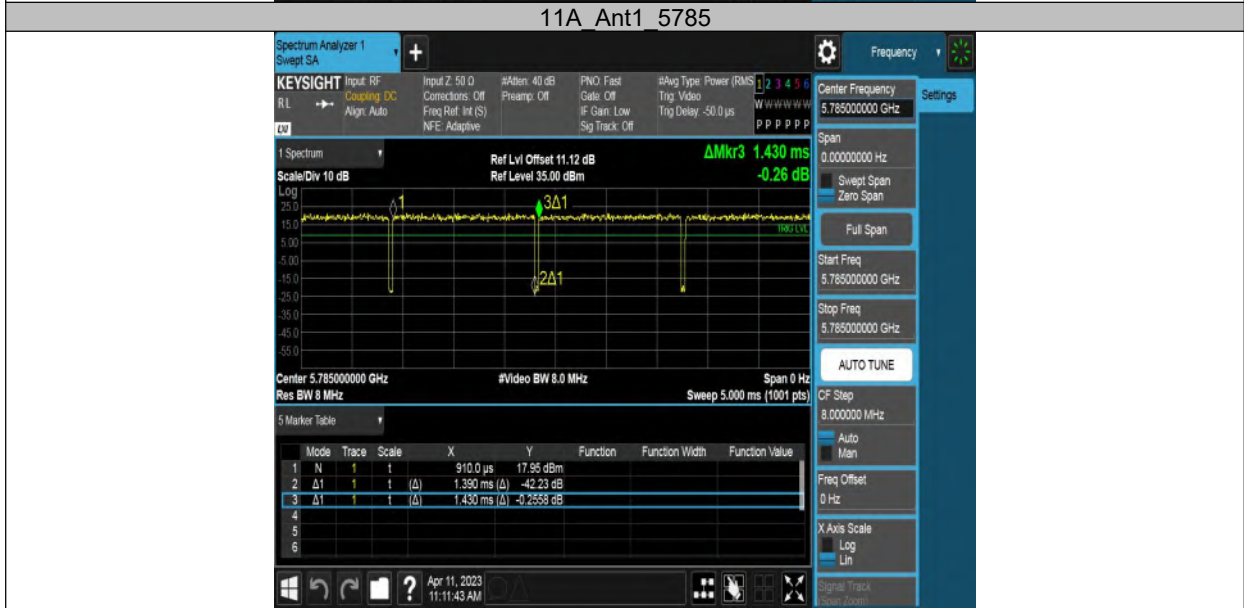 11A_Ant1_5785
Spectrum Analyzer 1
Swept SA
+
Frequency
KEYSIGHT
RL
LXI
Input: RF
Coupling: DC
Align: Auto
Input Z: 50 Ω
Corrections: Off
Freq Ref: Int (S)
NFE: Adaptive
#Atten: 40 dB
Preamp: Off
PNO: Fast
Gate: Off
IF Gain: Low
Sig Track: Off
#Avg Type: Power (RMS
Trig: Video
Trig Delay: -50.0 µs
1 2 3 4 5 6
W W W W W W
P P P P P P
1 Spectrum
Scale/Div 10 dB
Ref Lvl Offset 11.12 dB
Ref Level 35.00 dBm
ΔMkr3 1.430 ms
-0.26 dB
Log
25.0
15.0
5.00
-5.00
-15.0
-25.0
-35.0
-45.0
-55.0
1
3Δ1
2Δ1
TRIG LVL
Center 5.785000000 GHz
Res BW 8 MHz
#Video BW 8.0 MHz
Span 0 Hz
Sweep 5.000 ms (1001 pts)
5 Marker Table
Mode Trace Scale X Y Function Function Width Function Value
1 N 1 t 910.0 µs 17.95 dBm
2 Δ1 1 t (Δ) 1.390 ms (Δ) -42.23 dB
3 Δ1 1 t (Δ) 1.430 ms (Δ) -0.2558 dB
4
5
6
?
Apr 11, 2023
11:11:43 AM
Center Frequency
5.785000000 GHz
Settings
Span
0.00000000 Hz
Swept Span
Zero Span
Full Span
Start Freq
5.785000000 GHz
Stop Freq
5.785000000 GHz
AUTO TUNE
CF Step
8.000000 MHz
Auto
Man
Freq Offset
0 Hz
X Axis Scale
Log
Lin
Signal Track
(Span Zoom)